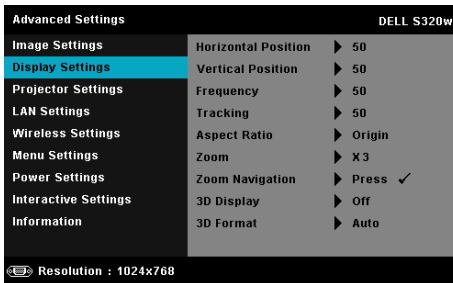 Advanced Settings DELL S320w
Image Settings Horizontal Position 50
Display Settings Vertical Position 50
Projector Settings Frequency 50
LAN Settings Tracking 50
Wireless Settings Aspect Ratio Origin
Menu Settings Zoom X3
Power Settings Zoom Navigation Press ✓
Interactive Settings 3D Display Off
Information 3D Format Auto
Resolution : 1024x768